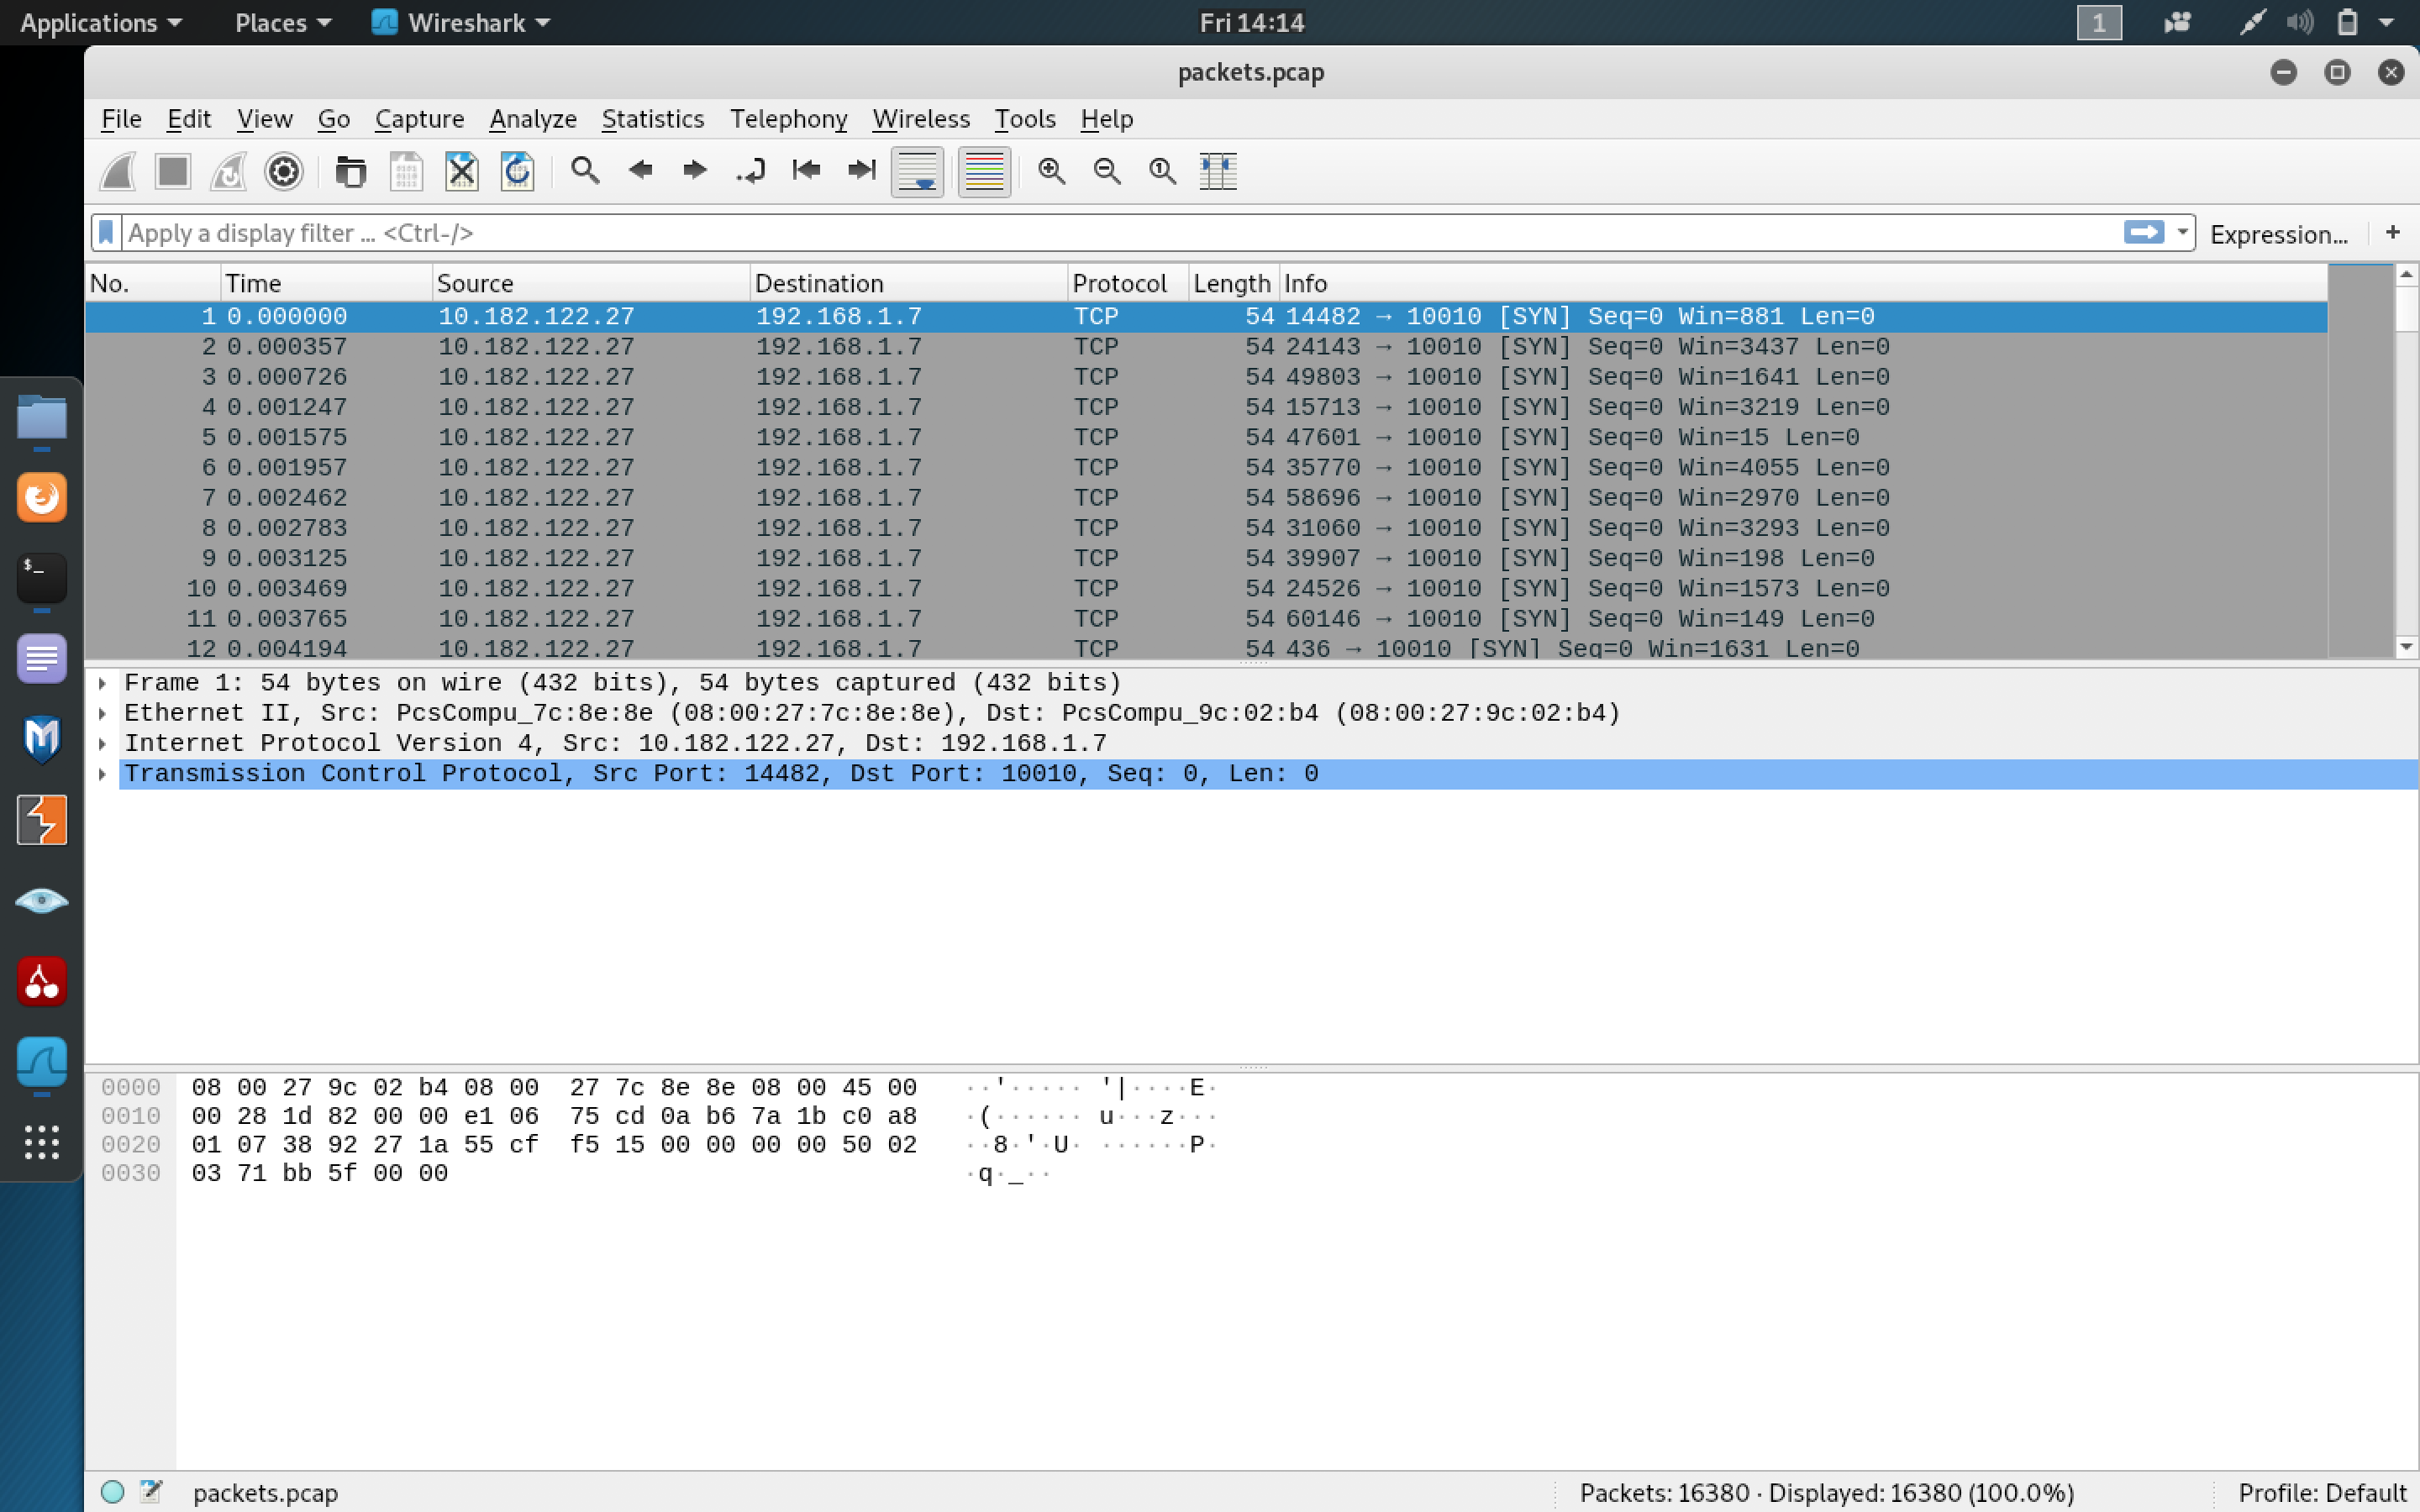 Applications Places Wireshark Fri 14:14 1
packets.pcap
File Edit View Go Capture Analyze Statistics Telephony Wireless Tools Help
Apply a display filter ... <Ctrl-/> Expression... +
No. Time Source Destination Protocol Length Info
1 0.000000 10.182.122.27 192.168.1.7 TCP 54 14482 → 10010 [SYN] Seq=0 Win=881 Len=0
2 0.000357 10.182.122.27 192.168.1.7 TCP 54 24143 → 10010 [SYN] Seq=0 Win=3437 Len=0
3 0.000726 10.182.122.27 192.168.1.7 TCP 54 49803 → 10010 [SYN] Seq=0 Win=1641 Len=0
4 0.001247 10.182.122.27 192.168.1.7 TCP 54 15713 → 10010 [SYN] Seq=0 Win=3219 Len=0
5 0.001575 10.182.122.27 192.168.1.7 TCP 54 47601 → 10010 [SYN] Seq=0 Win=15 Len=0
6 0.001957 10.182.122.27 192.168.1.7 TCP 54 35770 → 10010 [SYN] Seq=0 Win=4055 Len=0
7 0.002462 10.182.122.27 192.168.1.7 TCP 54 58696 → 10010 [SYN] Seq=0 Win=2970 Len=0
8 0.002783 10.182.122.27 192.168.1.7 TCP 54 31060 → 10010 [SYN] Seq=0 Win=3293 Len=0
9 0.003125 10.182.122.27 192.168.1.7 TCP 54 39907 → 10010 [SYN] Seq=0 Win=198 Len=0
10 0.003469 10.182.122.27 192.168.1.7 TCP 54 24526 → 10010 [SYN] Seq=0 Win=1573 Len=0
11 0.003765 10.182.122.27 192.168.1.7 TCP 54 60146 → 10010 [SYN] Seq=0 Win=149 Len=0
12 0.004194 10.182.122.27 192.168.1.7 TCP 54 436 → 10010 [SYN] Seq=0 Win=1631 Len=0
Frame 1: 54 bytes on wire (432 bits), 54 bytes captured (432 bits)
Ethernet II, Src: PcsCompu_7c:8e:8e (08:00:27:7c:8e:8e), Dst: PcsCompu_9c:02:b4 (08:00:27:9c:02:b4)
Internet Protocol Version 4, Src: 10.182.122.27, Dst: 192.168.1.7
Transmission Control Protocol, Src Port: 14482, Dst Port: 10010, Seq: 0, Len: 0
0000 08 00 27 9c 02 b4 08 00 27 7c 8e 8e 08 00 45 00 ··'····· '|····E·
0010 00 28 1d 82 00 00 e1 06 75 cd 0a b6 7a 1b c0 a8 ·(······ u···z···
0020 01 07 38 92 27 1a 55 cf f5 15 00 00 00 00 50 02 ··8·'·U· ······P·
0030 03 71 bb 5f 00 00 ·q·_··
packets.pcap Packets: 16380 · Displayed: 16380 (100.0%) Profile: Default